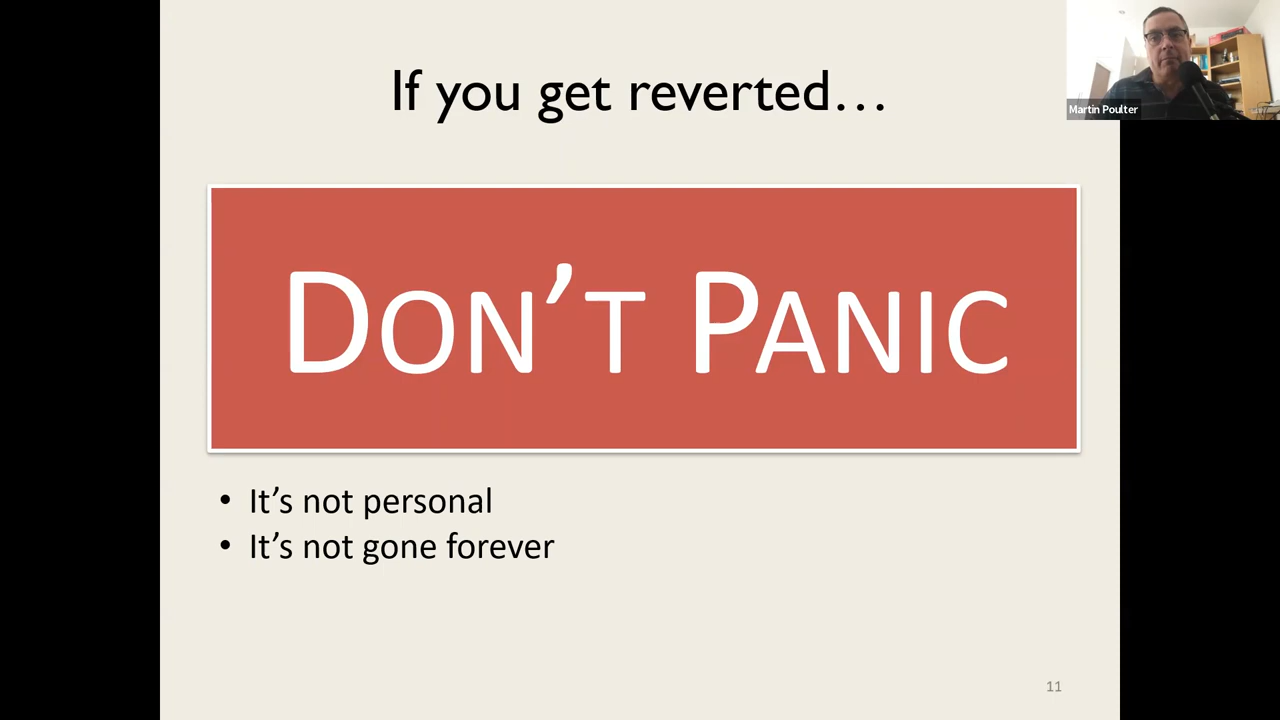 If you get reverted…
Martin Poulter
DON’T PANIC
• It’s not personal
• It’s not gone forever
11